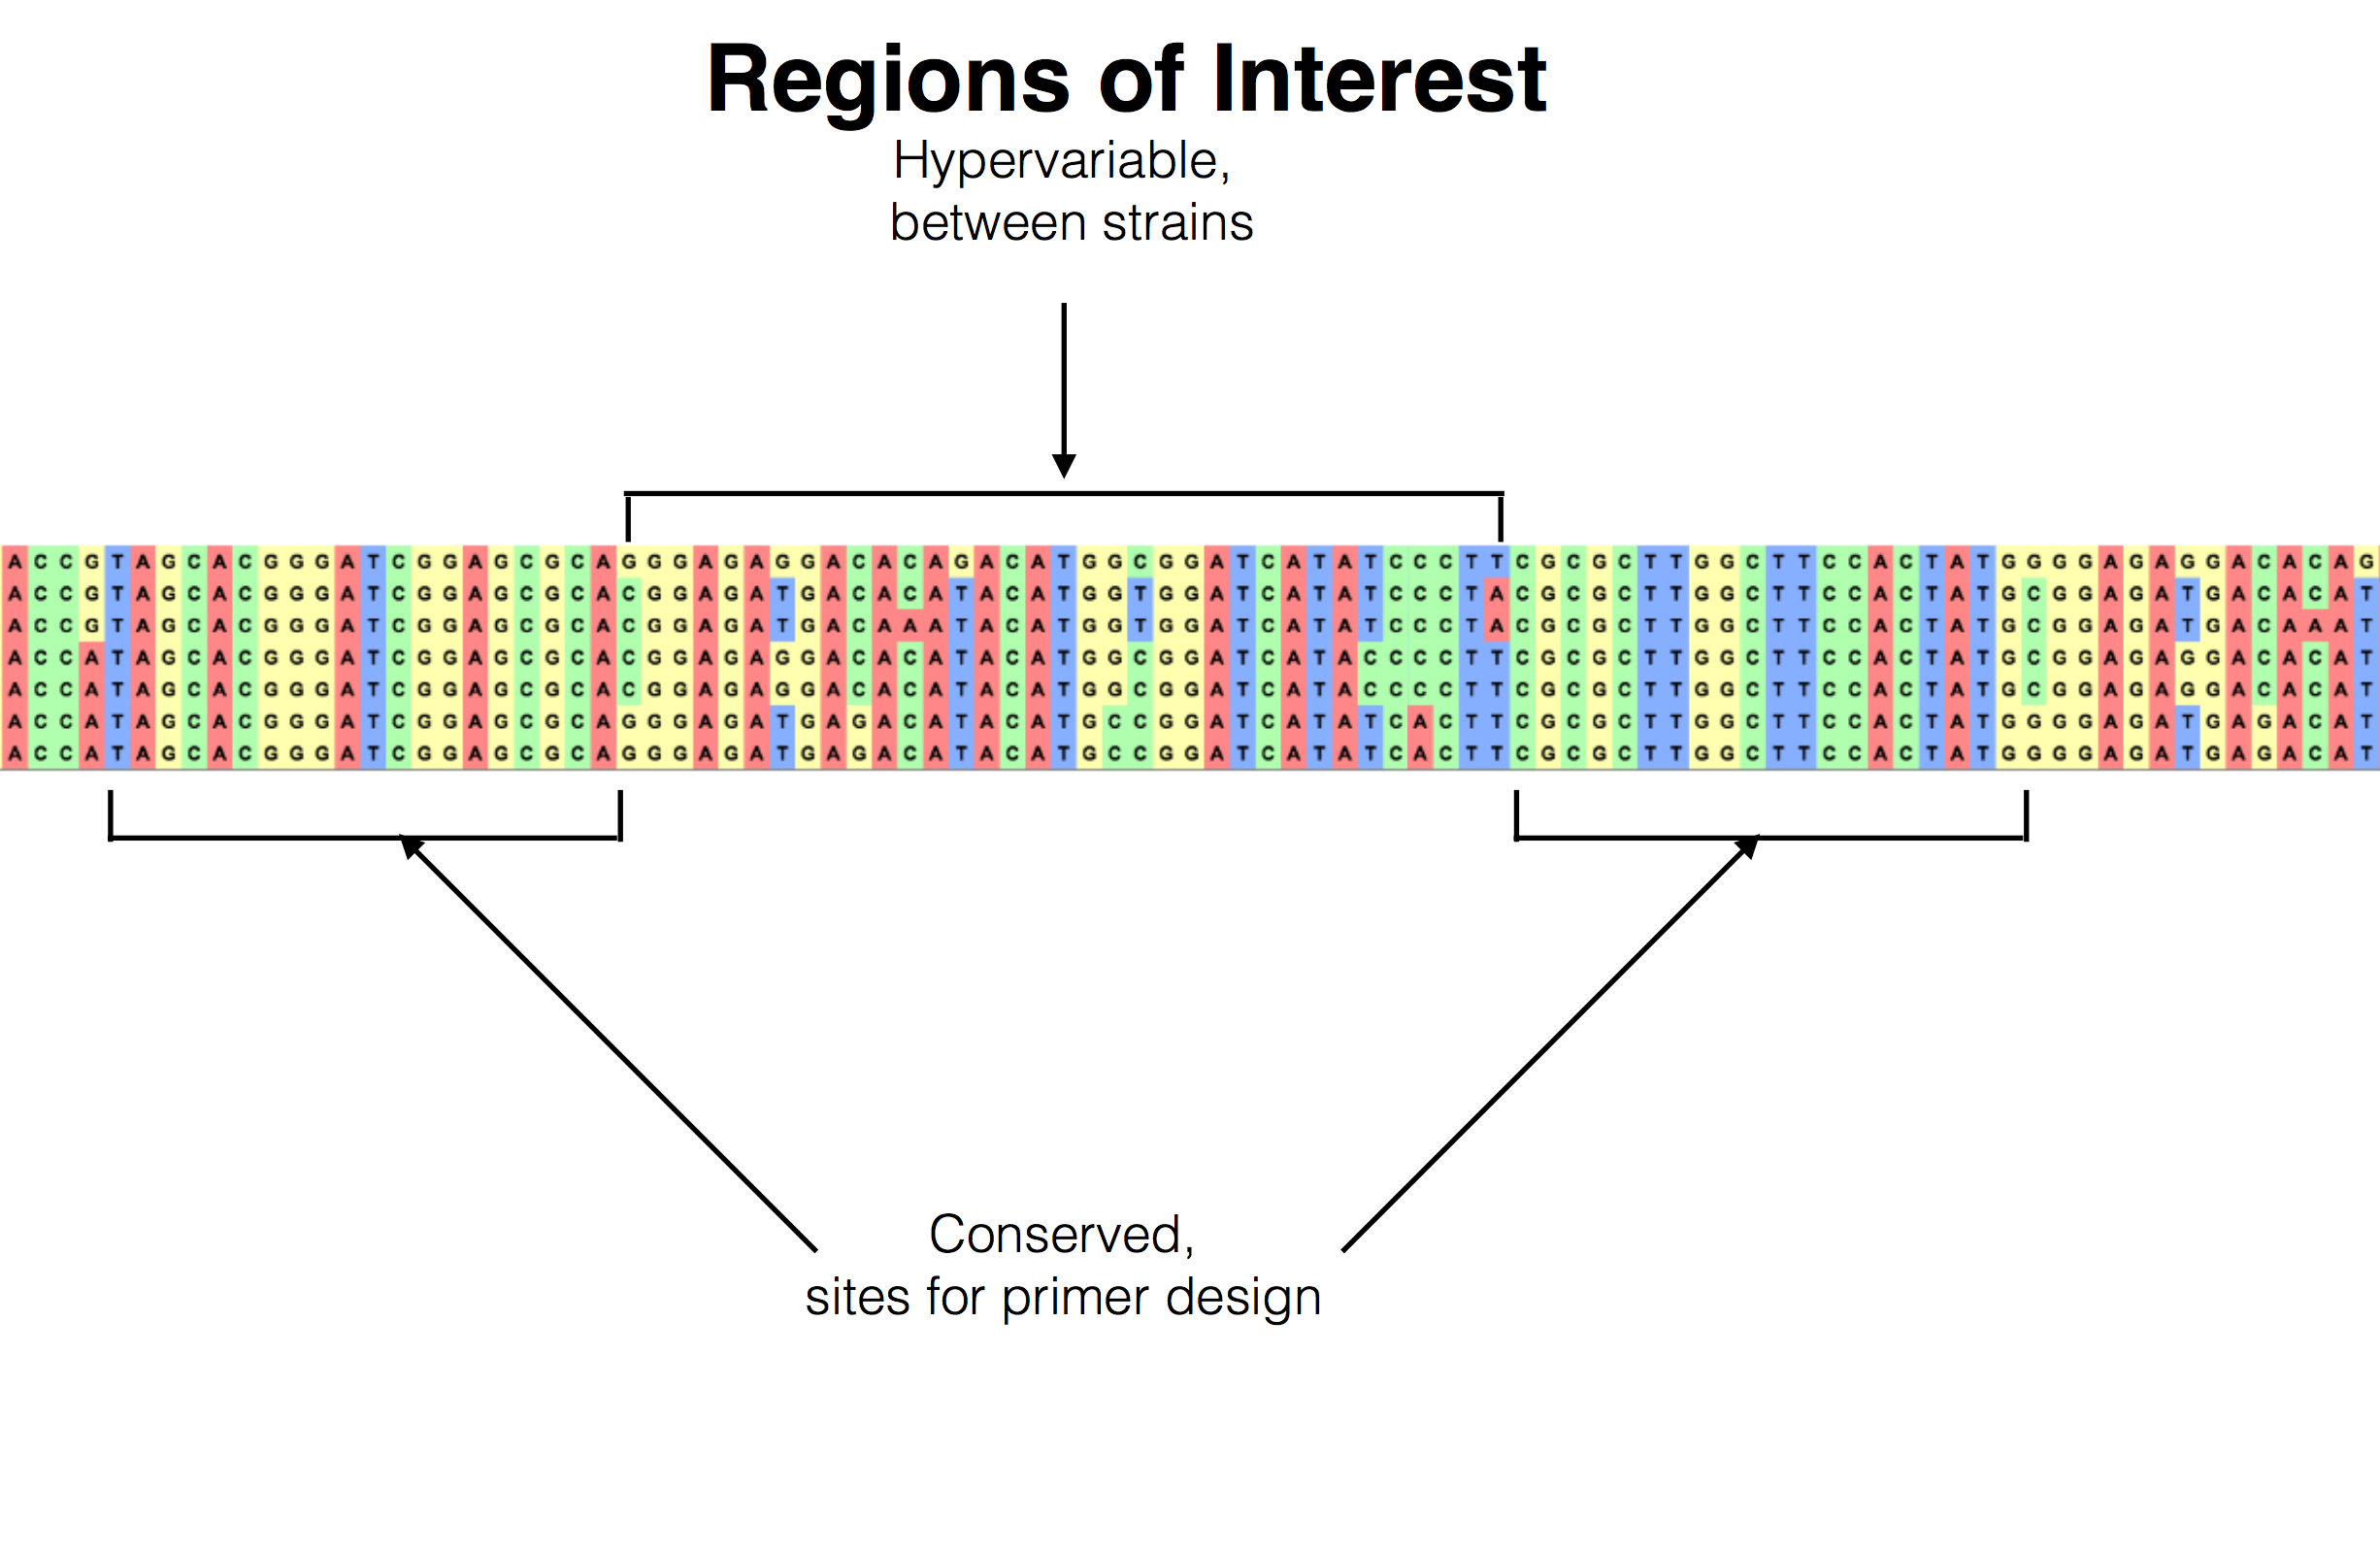 Regions of Interest
Hypervariable,
between strains
A C C G T A G C A C G G G A T C G G A G C G C A G G G A G A G G A C A C A G A C A T G G C G G A T C A T A T C C C T T C G C G C T T G G C T T C C A C T A T G G G G A G A G G A C A C A G
A C C G T A G C A C G G G A T C G G A G C G C A C G G A G A T G A C A C A T A C A T G G T G G A T C A T A T C C C T A C G C G C T T G G C T T C C A C T A T G C G G A G A T G A C A C A T
A C C G T A G C A C G G G A T C G G A G C G C A C G G A G A T G A C A A A T A C A T G G T G G A T C A T A T C C C T A C G C G C T T G G C T T C C A C T A T G C G G A G A T G A C A A A T
A C C A T A G C A C G G G A T C G G A G C G C A C G G A G A G G A C A C A T A C A T G G C G G A T C A T A C C C C T T C G C G C T T G G C T T C C A C T A T G C G G A G A G G A C A C A T
A C C A T A G C A C G G G A T C G G A G C G C A C G G A G A G G A C A C A T A C A T G G C G G A T C A T A C C C C T T C G C G C T T G G C T T C C A C T A T G C G G A G A G G A C A C A T
A C C A T A G C A C G G G A T C G G A G C G C A G G G A G A T G A G A C A T A C A T G C C G G A T C A T A T C A C T T C G C G C T T G G C T T C C A C T A T G G G G A G A T G A G A C A T
A C C A T A G C A C G G G A T C G G A G C G C A G G G A G A T G A G A C A T A C A T G C C G G A T C A T A T C A C T T C G C G C T T G G C T T C C A C T A T G G G G A G A T G A G A C A T
Conserved,
sites for primer design